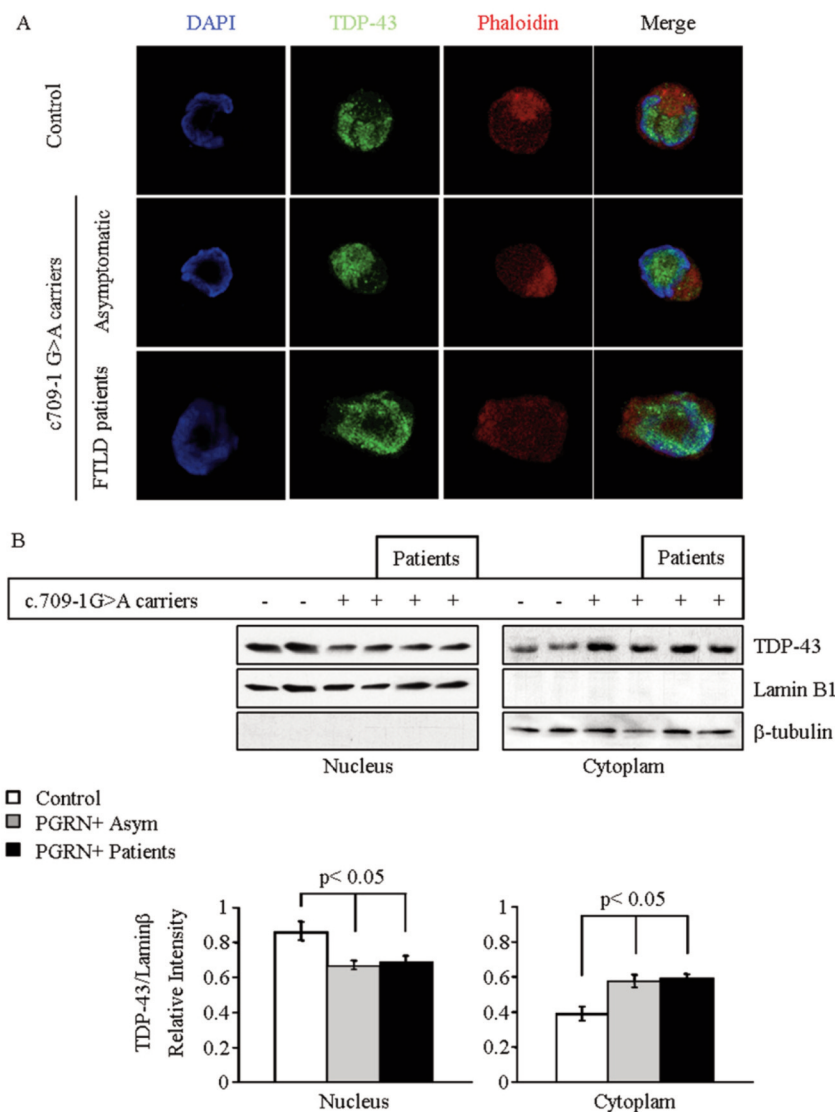 A
DAPI TDP-43 Phaloidin Merge
Control
c709-1 G>A carriers
Asymptomatic
FTLD patients
B
Patients Patients
c.709-1G>A carriers - - + + + + - - + + + +
TDP-43
Lamin B1
β-tubulin
Nucleus Cytoplam
Control
PGRN+ Asym
PGRN+ Patients
TDP-43/Laminβ
Relative Intensity
p< 0.05 p< 0.05
1 1
0.8 0.8
0.6 0.6
0.4 0.4
0.2 0.2
0 0
Nucleus Cytoplam